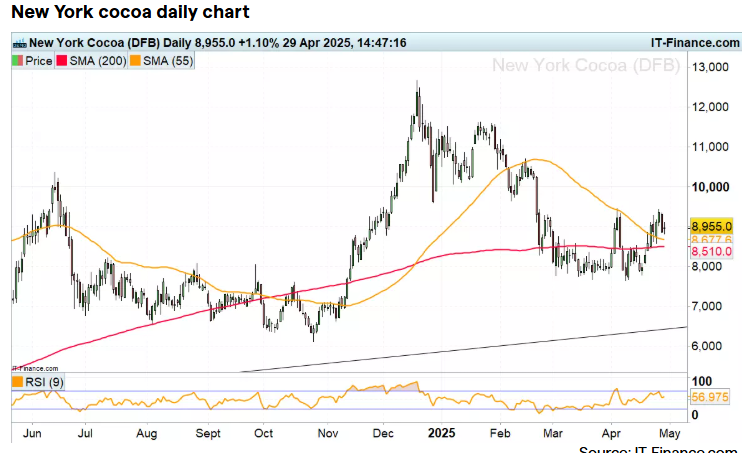 New York cocoa daily chart
New York Cocoa (DFB) Daily 8,955.0 +1.10% 29 Apr 2025, 14:47:16 IT-Finance.com
Price SMA (200) SMA (55)
New York Cocoa (DFB)
13,000
12,000
11,000
10,000
8,955.0
8,677.6
8,510.0
8,000
7,000
6,000
IT-Finance.com
RSI (9)
100
56.975
0
Jun Jul Aug Sept Oct Nov Dec 2025 Feb Mar Apr May
Source: IT-Finance.com